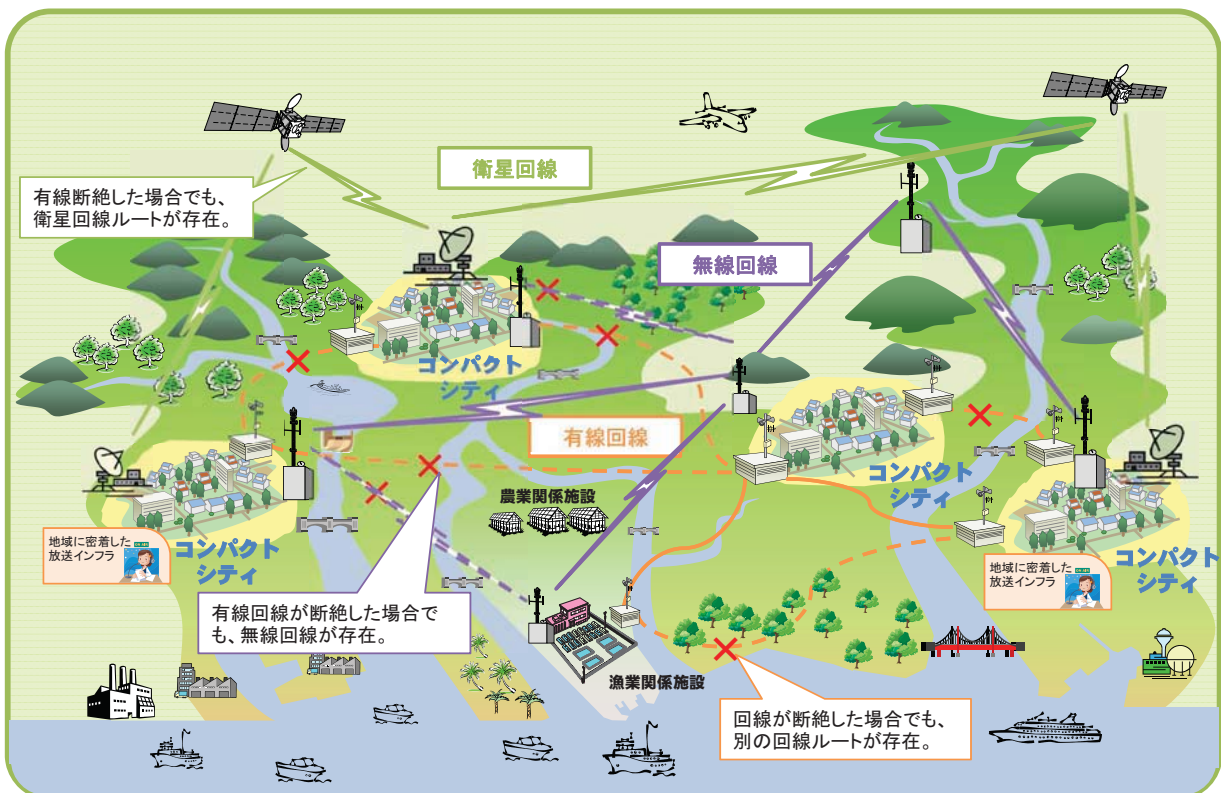 衛星回線
有線断絶した場合でも、
衛星回線ルートが存在。
無線回線
コンパクト
シティ
有線回線
コンパクト
シティ
農業関係施設
地域に密着した
放送インフラ
コンパクト
シティ
地域に密着した
放送インフラ
コンパクト
シティ
有線回線が断絶した場合で
も、無線回線が存在。
漁業関係施設
回線が断絶した場合でも、
別の回線ルートが存在。